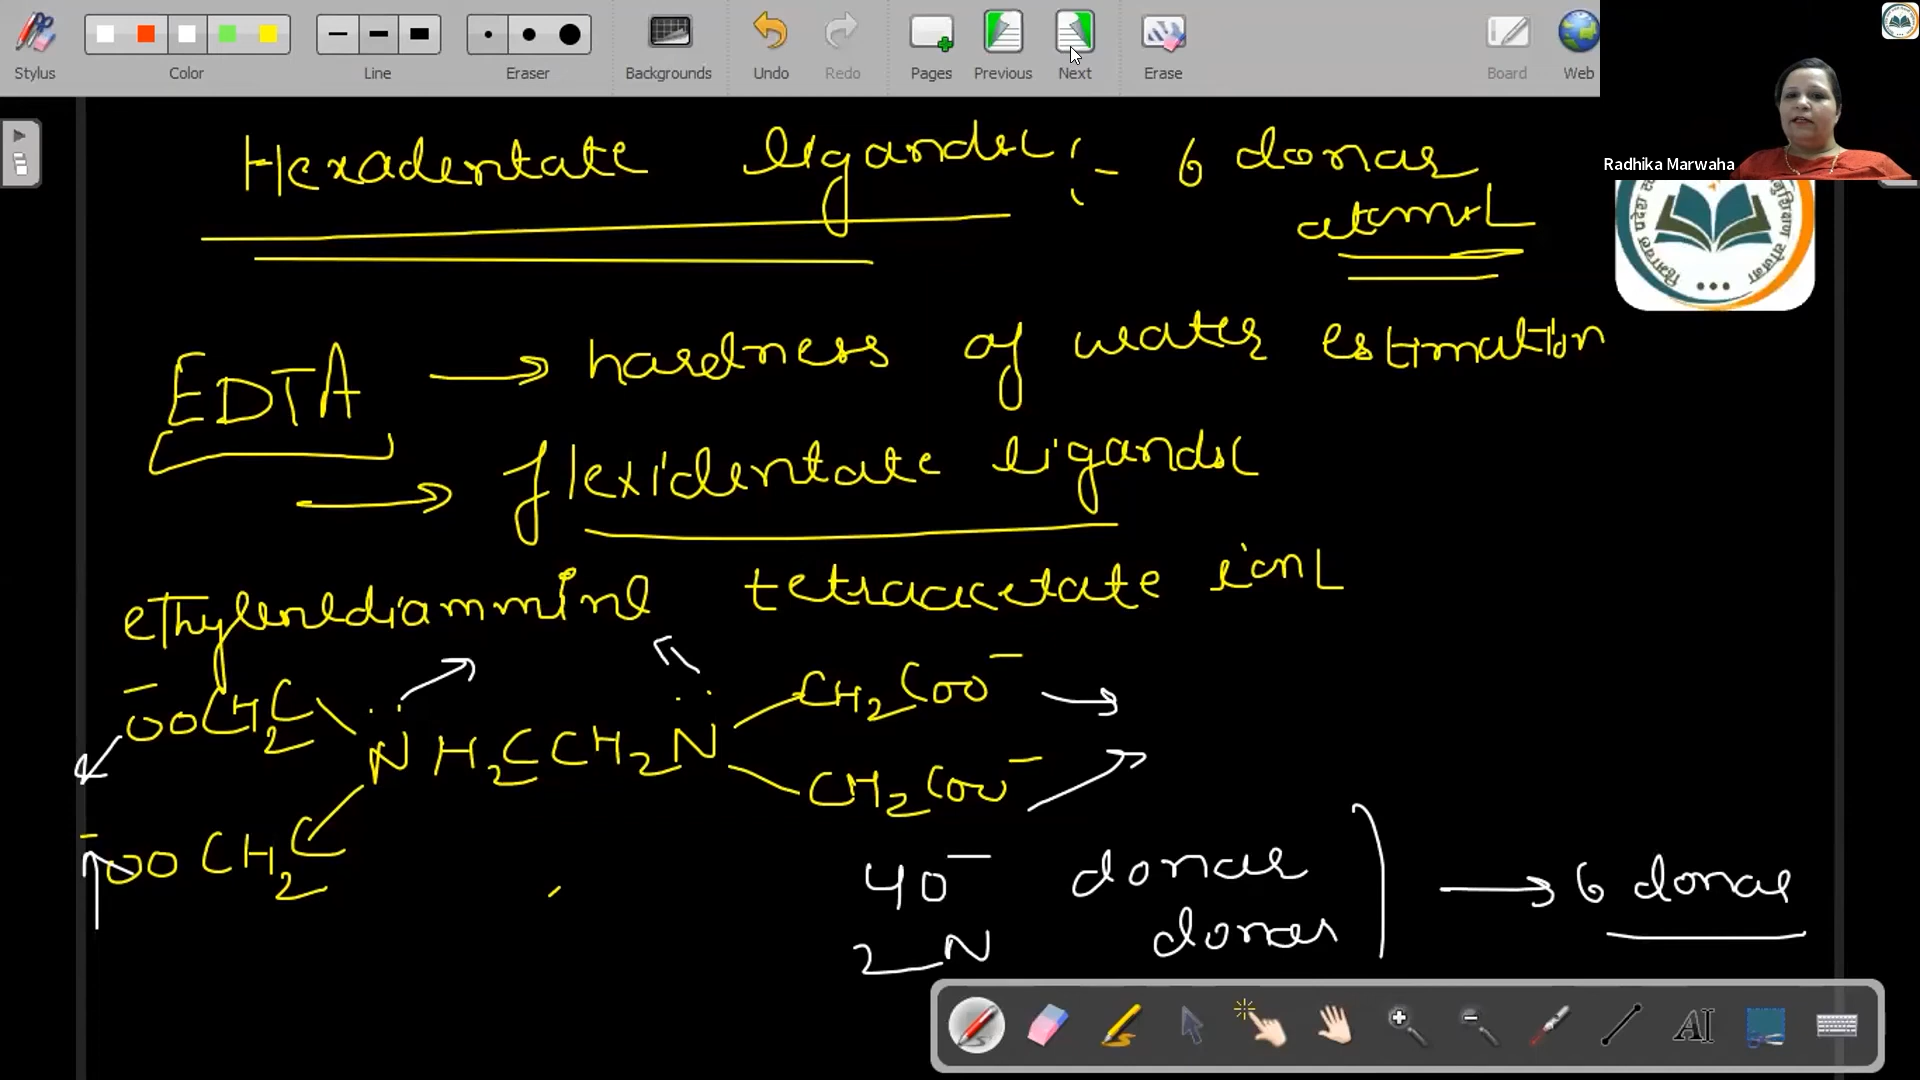 Stylus
Color
Line
Eraser
Backgrounds
Undo
Redo
Pages
Previous
Next
Erase
Board
Web
Radhika Marwaha
Hexadentate ligands :- 6 donar
atoms
EDTA → hardness of water estimation
→ flexidentate ligands
ethylenediammine tetraacetate ion
⁻OOCH₂C CH₂COO⁻
N̈ H₂CCH₂N̈
⁻OOCH₂C CH₂COO⁻
4O⁻ donar → 6 donar
2 N donar
AI